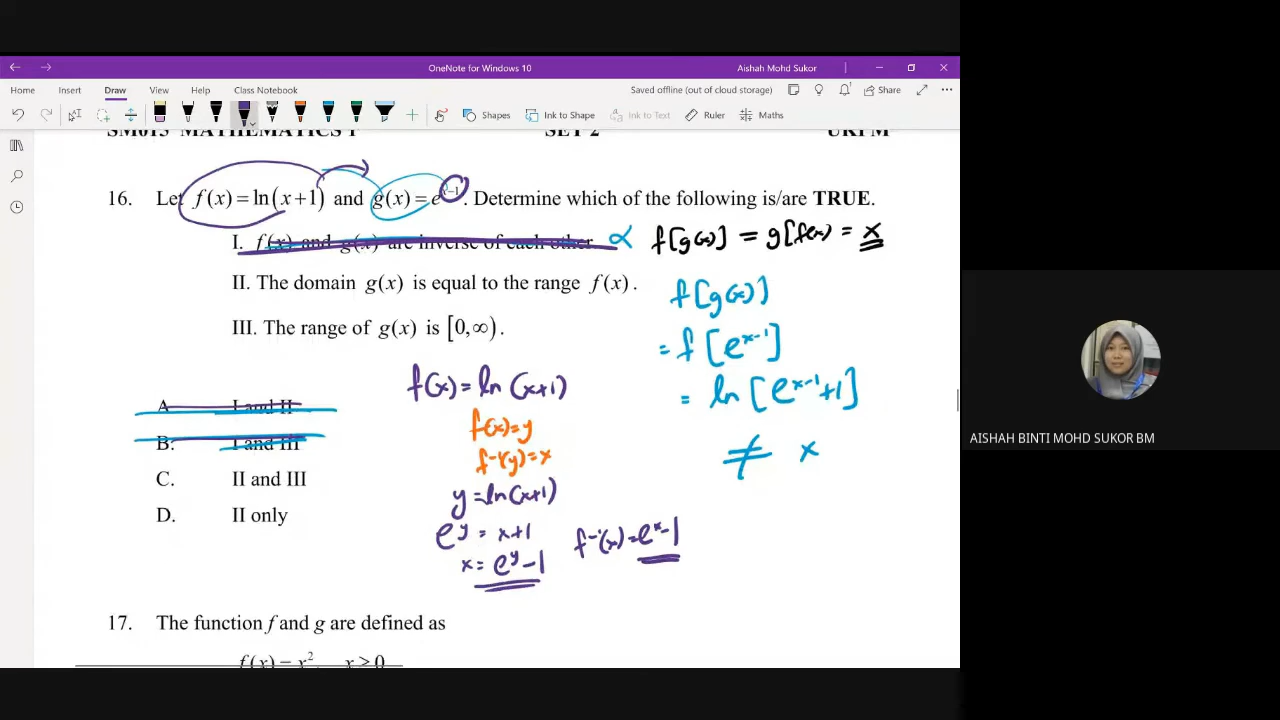 OneNote for Windows 10
Aishah Mohd Sukor
Home Insert Draw View Help Class Notebook
Saved offline (out of cloud storage) Share
Shapes Ink to Shape Ink to Text Ruler Maths
SM015 MATHEMATICS 1 SET 2 UKPM
16. Let f(x) = ln(x+1) and g(x) = e^{x-1}. Determine which of the following is/are TRUE.
I. f(x) and g(x) are inverse of each other
f[g(x)] = g[f(x)] = x
II. The domain g(x) is equal to the range f(x).
III. The range of g(x) is [0,∞).
A. I and II
B. I and III
C. II and III
D. II only
f(x) = ln (x+1)
f(x) = y
f⁻¹(y) = x
y = ln(x+1)
e^y = x+1
x = e^y - 1
f⁻¹(x) = e^x - 1
f[g(x)]
= f[e^{x-1}]
= ln[e^{x-1}+1]
≠ x
17. The function f and g are defined as
f(x) = x², x ≥ 0
AISHAH BINTI MOHD SUKOR BM